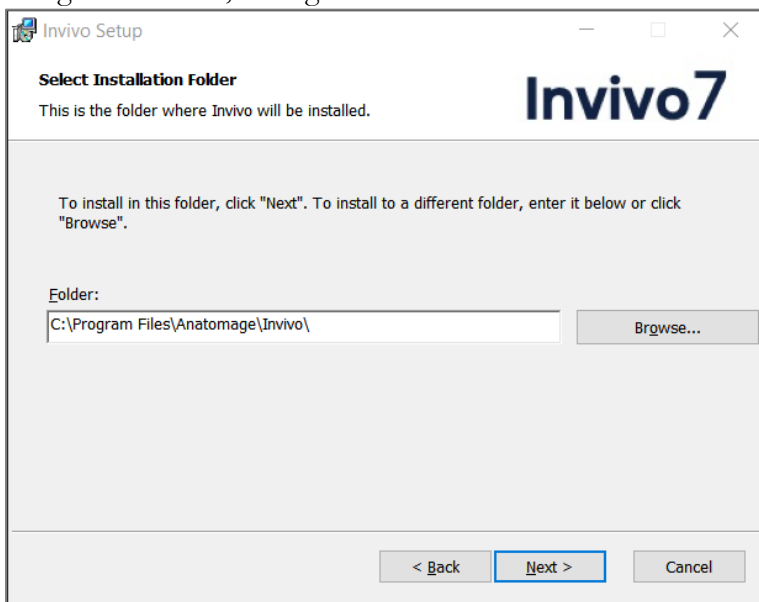 Invivo Setup
Select Installation Folder
This is the folder where Invivo will be installed.
Invivo7
To install in this folder, click "Next". To install to a different folder, enter it below or click
"Browse".
Folder:
C:\Program Files\Anatomage\Invivo\
Browse...
< Back
Next >
Cancel